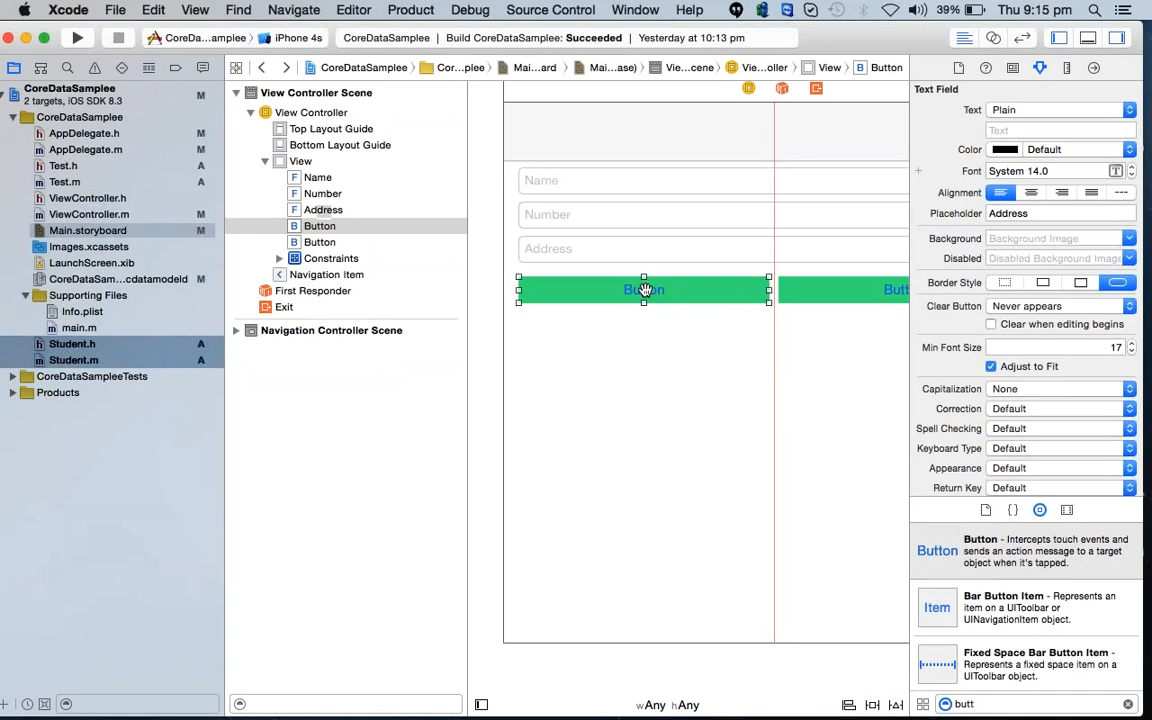 Xcode File Edit View Find Navigate Editor Product Debug Source Control Window Help 39% Thu 9:15 pm
CoreDa...amplee iPhone 4s CoreDataSamplee Build CoreDataSamplee: Succeeded Yesterday at 10:13 pm
CoreDataSamplee Cor...plee Mai...ard Mai...ase) Vie...cene Vie...oller View Button
CoreDataSamplee M
2 targets, iOS SDK 8.3
CoreDataSamplee
AppDelegate.h M
AppDelegate.m M
Test.h A
Test.m A
ViewController.h
ViewController.m M
Main.storyboard M
Images.xcassets
LaunchScreen.xib
CoreDataSam...cdatamodeld M
Supporting Files
Info.plist
main.m
Student.h A
Student.m A
CoreDataSampleeTests
Products
View Controller Scene
View Controller
Top Layout Guide
Bottom Layout Guide
View
F Name
F Number
F Address
B Button
B Button
Constraints
Navigation Item
First Responder
Exit
Navigation Controller Scene
Name
Number
Address
Button
wAny hAny
Text Field
Text Plain
Text
Color Default
Font System 14.0
Alignment
Placeholder Address
Background Background Image
Disabled Disabled Background Image
Border Style
Clear Button Never appears
Clear when editing begins
Min Font Size 17
Adjust to Fit
Capitalization None
Correction Default
Spell Checking Default
Keyboard Type Default
Appearance Default
Return Key Default
Button Button - Intercepts touch events and
sends an action message to a target
object when it's tapped.
Item Bar Button Item - Represents an
item on a UIToolbar or
UINavigationItem object.
Fixed Space Bar Button Item -
Represents a fixed space item on a
UIToolbar object.
butt